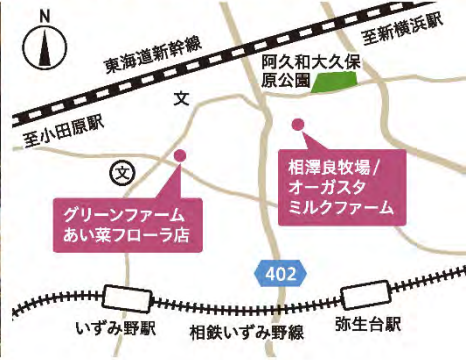 N
東海道新幹線
至新横浜駅
阿久和大久保
原公園
文
至小田原駅
文
相澤良牧場/
オーガスタ
ミルクファーム
グリーンファーム
あい菜フローラ店
402
いずみ野駅
相鉄いずみ野線
弥生台駅